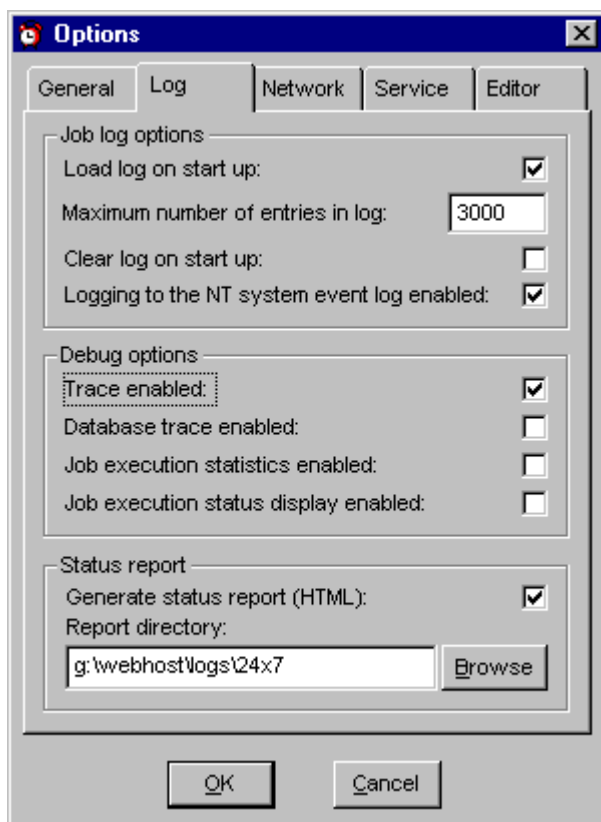 Options
General Log Network Service Editor
Job log options
Load log on start up:
Maximum number of entries in log: 3000
Clear log on start up:
Logging to the NT system event log enabled:
Debug options
Trace enabled:
Database trace enabled:
Job execution statistics enabled:
Job execution status display enabled:
Status report
Generate status report (HTML):
Report directory:
g:\webhost\logs\24x7 Browse
OK Cancel